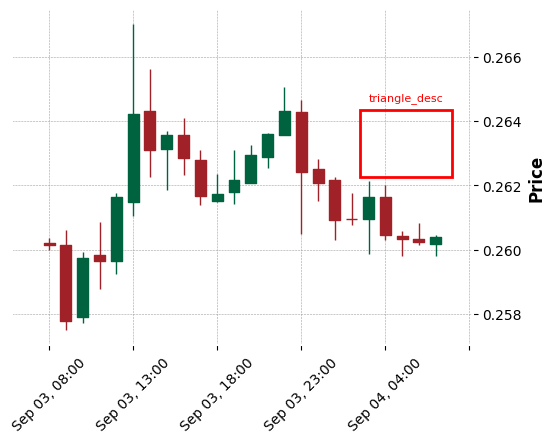 0.266
triangle_desc
0.264
0.262
0.260
0.258
Price
Sep 03, 08:00
Sep 03, 13:00
Sep 03, 18:00
Sep 03, 23:00
Sep 04, 04:00